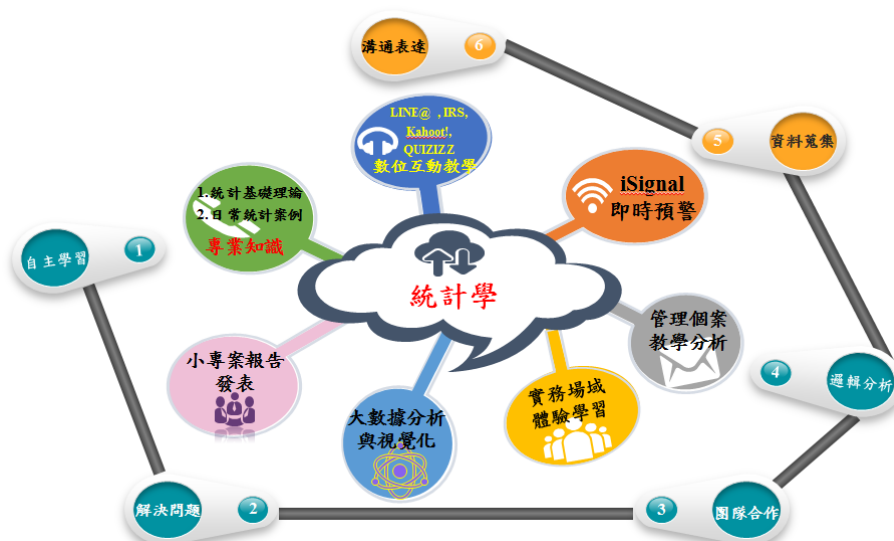 溝通表達
6
LINE@ ,IRS,
Kahoot!,
QUIZIZZ
數位互動教學
5
資料蒐集
iSignal
即時預警
1.統計基礎理論
2.日常統計案例
專業知識
自主學習
1
統計學
管理個案
教學分析
小專案報告
發表
4
邏輯分析
實務場域
體驗學習
大數據分析
與視覺化
解決問題
2
3
團隊合作